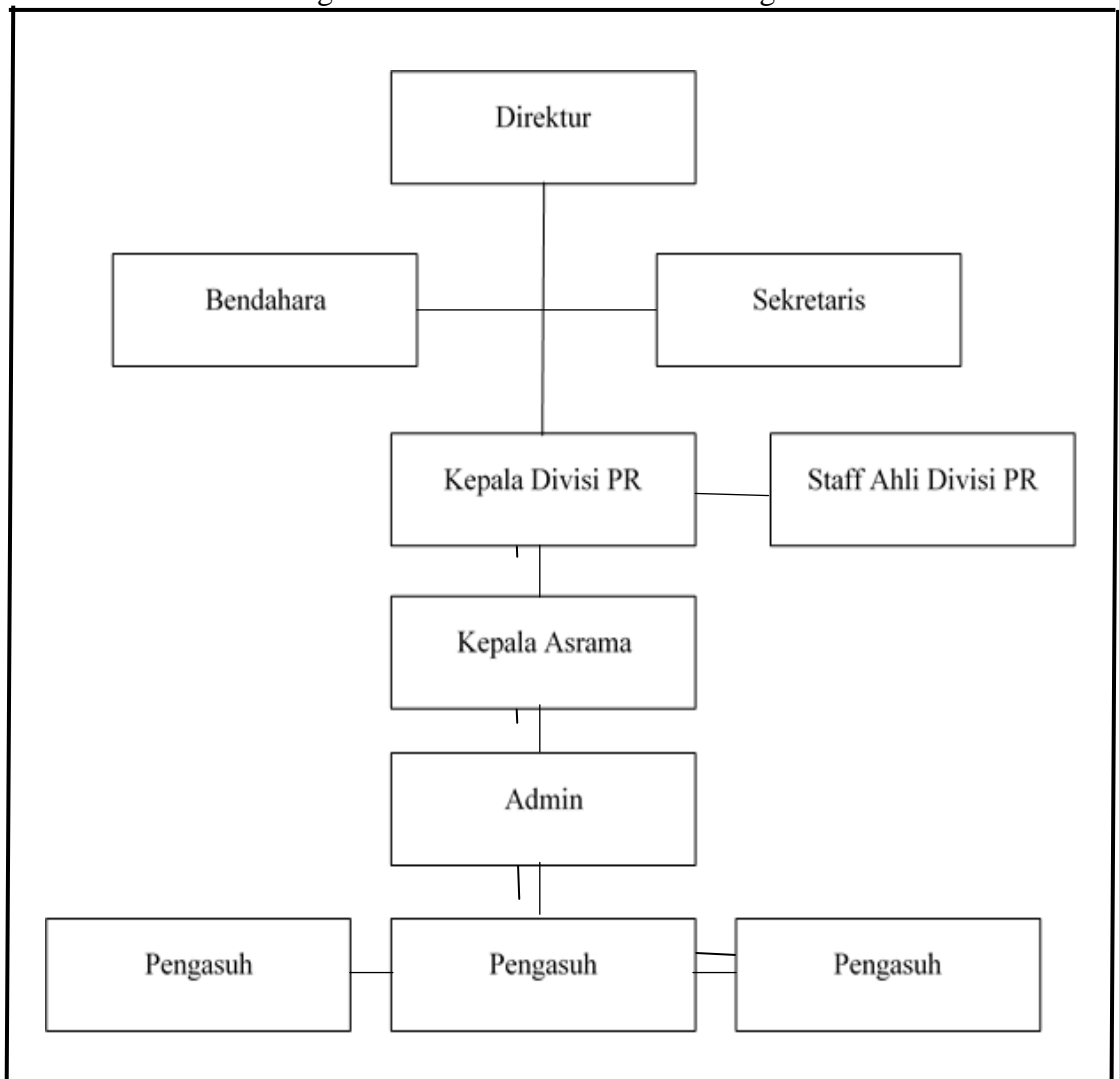 Direktur
Bendahara
Sekretaris
Kepala Divisi PR
Staff Ahli Divisi PR
Kepala Asrama
Admin
Pengasuh
Pengasuh
Pengasuh